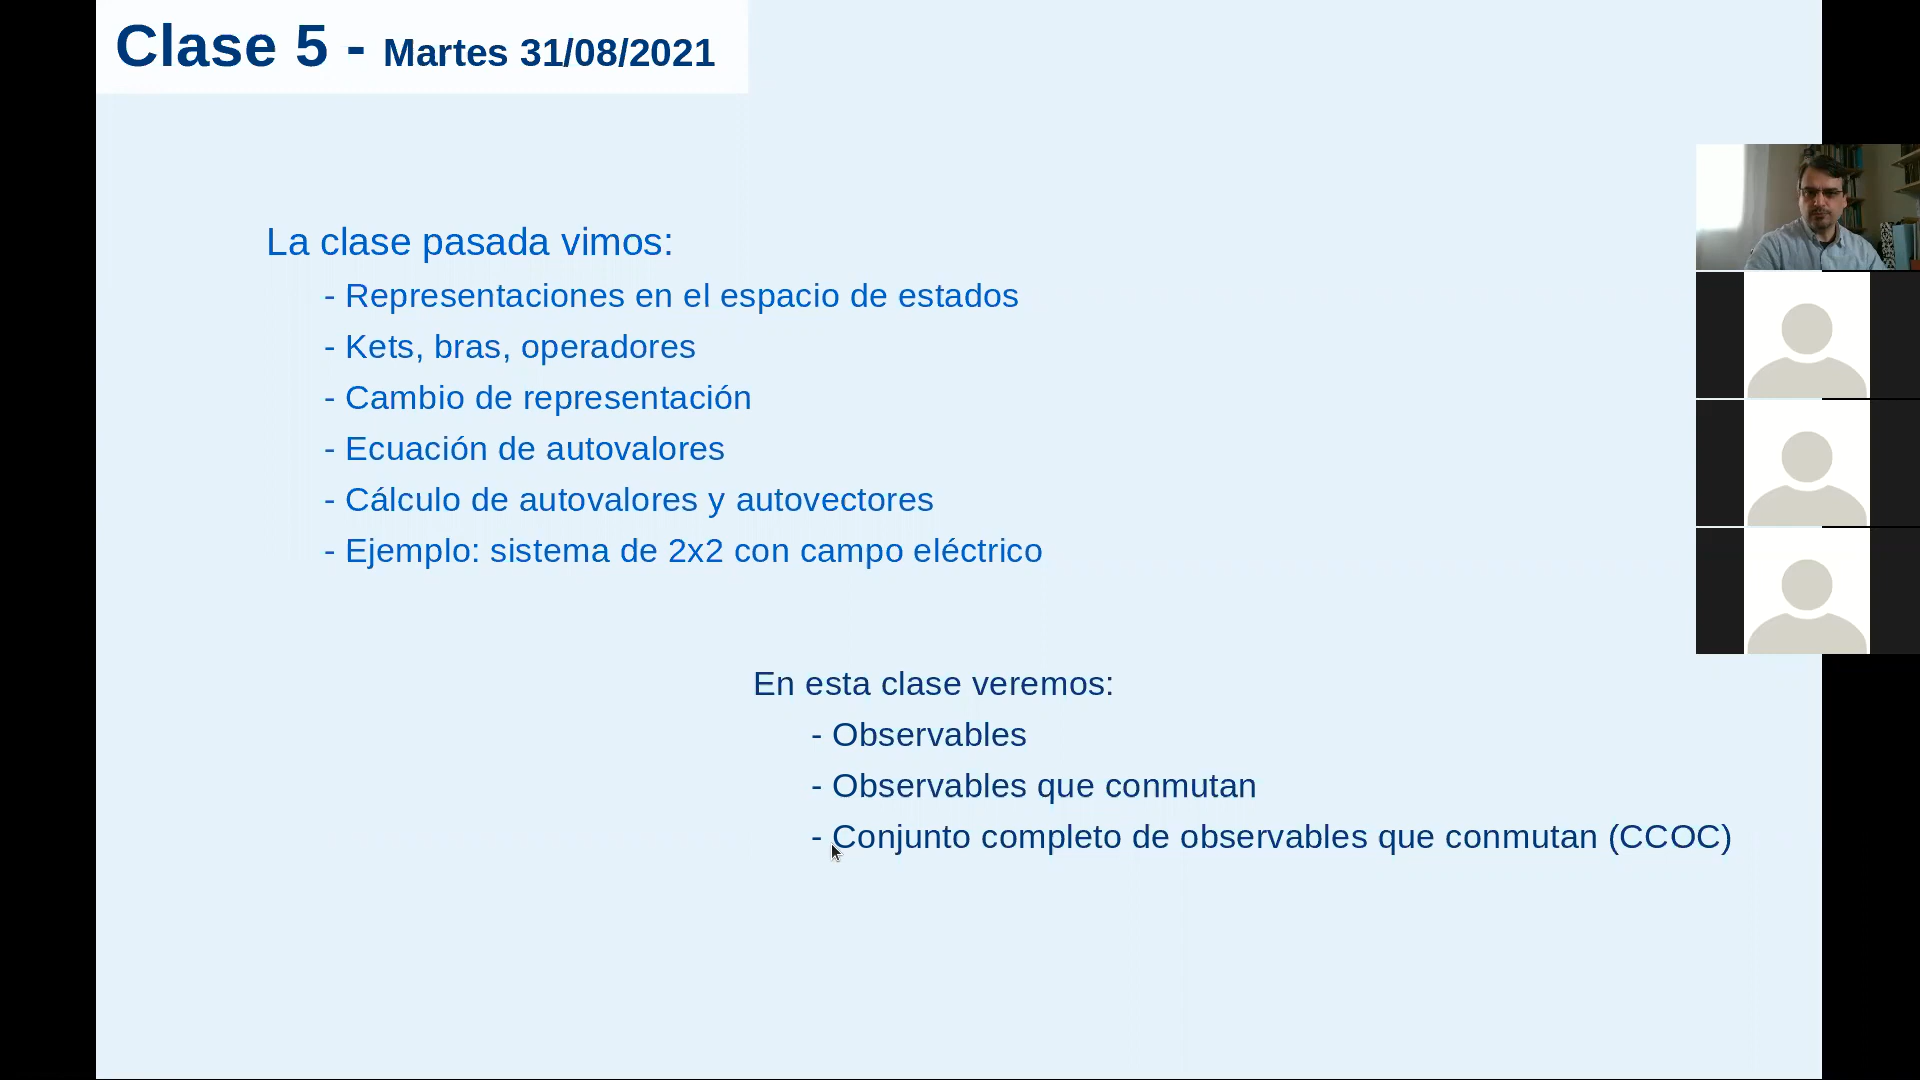 Clase 5 - Martes 31/08/2021
La clase pasada vimos:
- Representaciones en el espacio de estados
- Kets, bras, operadores
- Cambio de representación
- Ecuación de autovalores
- Cálculo de autovalores y autovectores
- Ejemplo: sistema de 2x2 con campo eléctrico
En esta clase veremos:
- Observables
- Observables que conmutan
- Conjunto completo de observables que conmutan (CCOC)